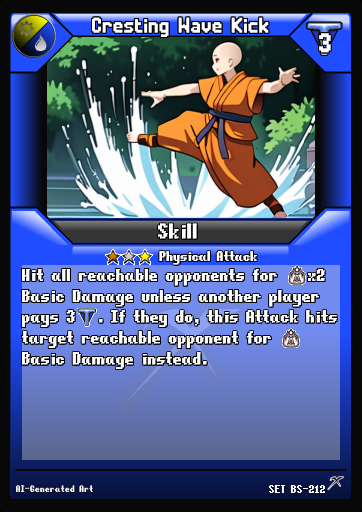 Cresting Wave Kick
3
Skill
Physical Attack
Hit all reachable opponents for x2
Basic Damage unless another player
pays 3. If they do, this Attack hits
target reachable opponent for
Basic Damage instead.
AI-Generated Art
SET BS-212